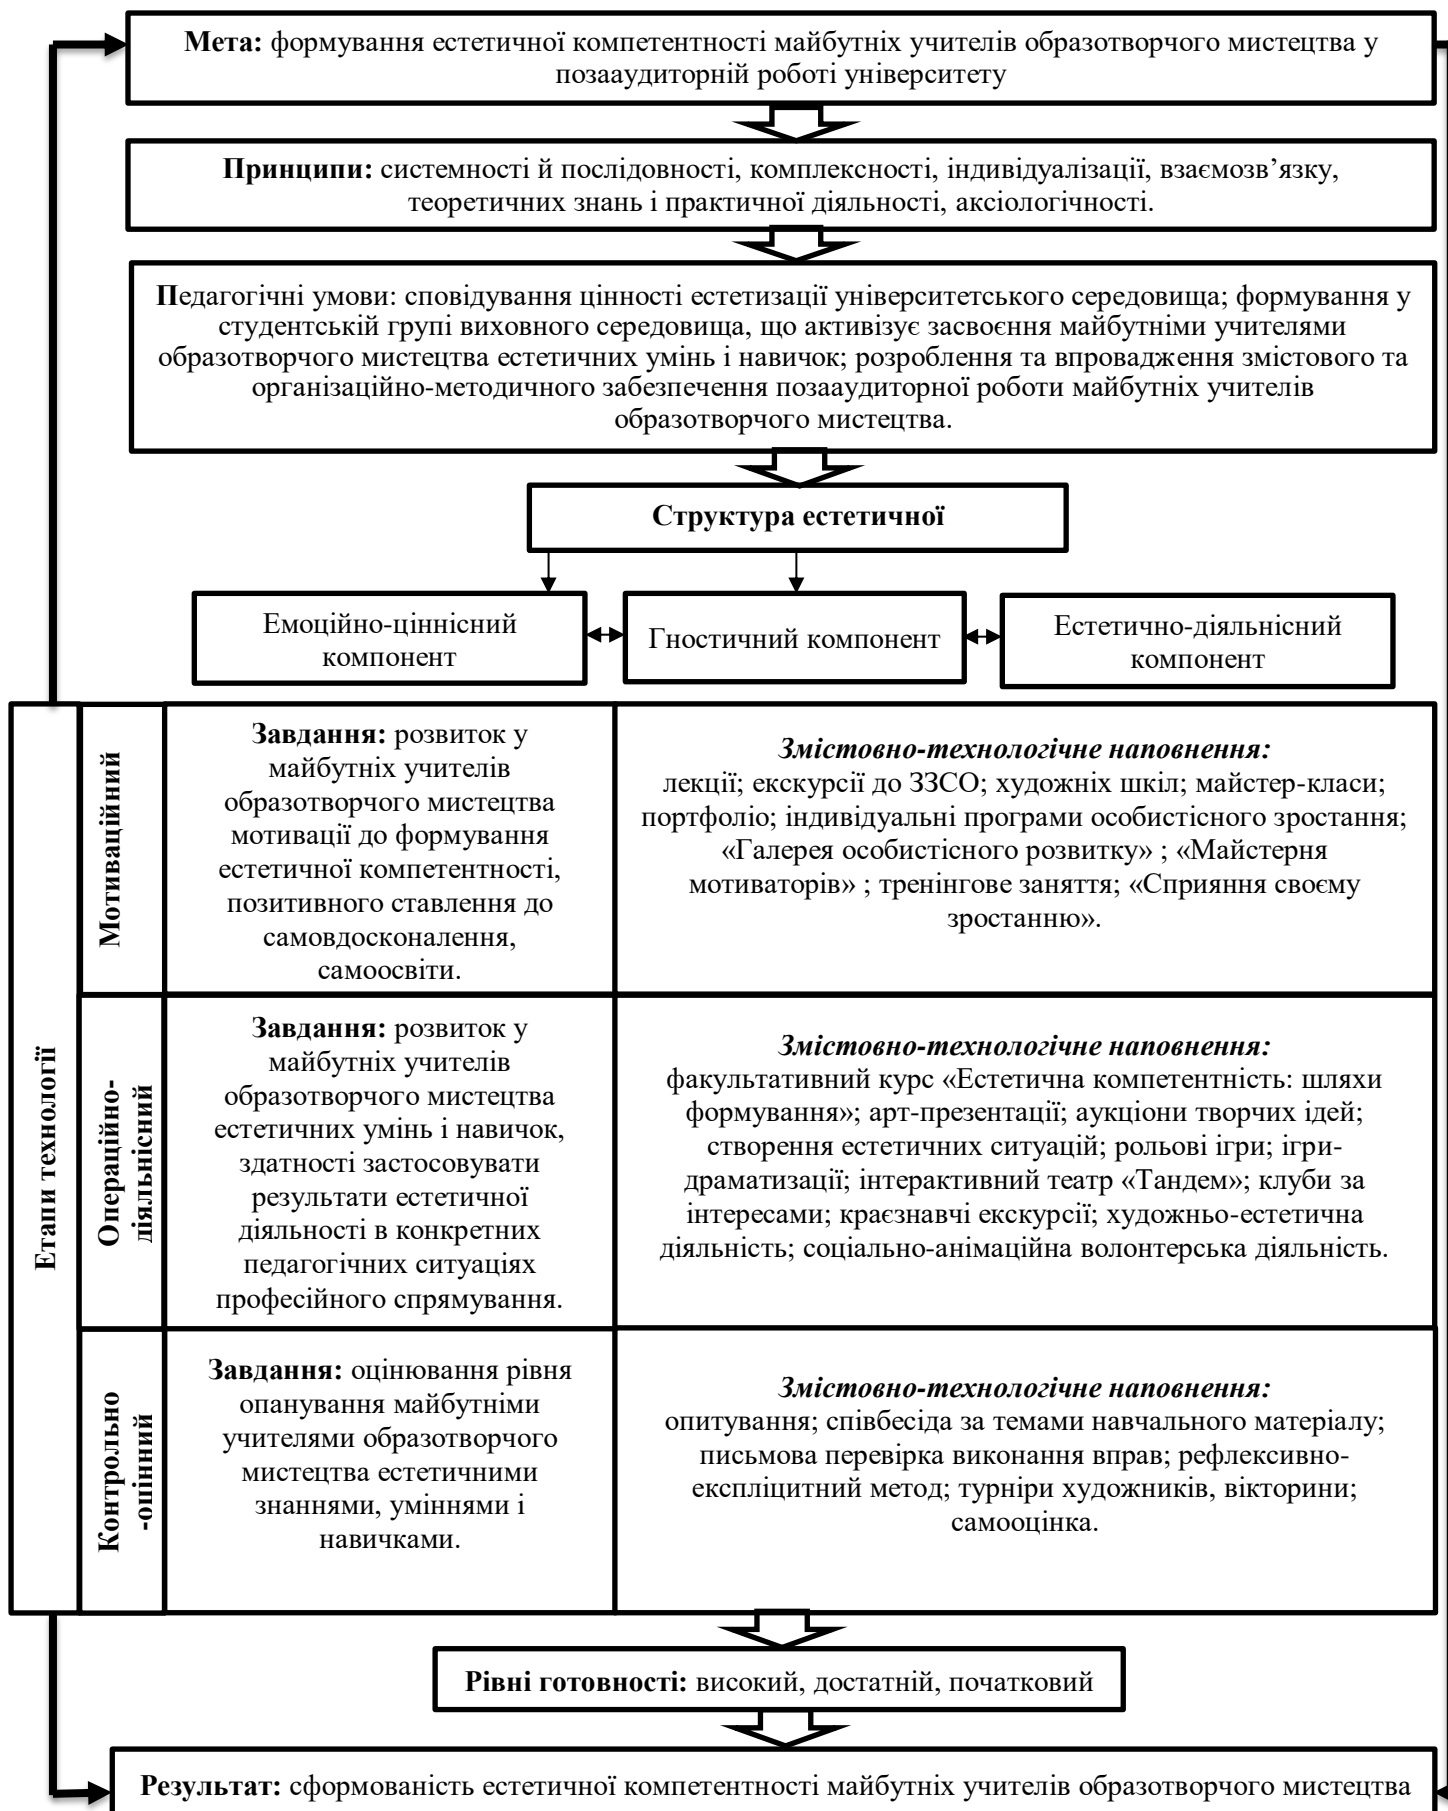 Мета: формування естетичної компетентності майбутніх учителів образотворчого мистецтва у
позааудиторній роботі університету
Принципи: системності й послідовності, комплексності, індивідуалізації, взаємозв’язку,
теоретичних знань і практичної діяльності, аксіологічності.
Педагогічні умови: сповідування цінності естетизації університетського середовища; формування у
студентській групі виховного середовища, що активізує засвоєння майбутніми учителями
образотворчого мистецтва естетичних умінь і навичок; розроблення та впровадження змістового та
організаційно-методичного забезпечення позааудиторної роботи майбутніх учителів
образотворчого мистецтва.
Структура естетичної
Емоційно-ціннісний
компонент
Гностичний компонент
Естетично-діяльнісний
компонент
Етапи технології
Мотиваційний
Завдання: розвиток у
майбутніх учителів
образотворчого мистецтва
мотивації до формування
естетичної компетентності,
позитивного ставлення до
самовдосконалення,
самоосвіти.
Змістовно-технологічне наповнення:
лекції; екскурсії до ЗЗСО; художніх шкіл; майстер-класи;
портфоліо; індивідуальні програми особистісного зростання;
«Галерея особистісного розвитку» ; «Майстерня
мотиваторів» ; тренінгове заняття; «Сприяння своєму
зростанню».
Операційно-
діяльнісний
Завдання: розвиток у
майбутніх учителів
образотворчого мистецтва
естетичних умінь і навичок,
здатності застосовувати
результати естетичної
діяльності в конкретних
педагогічних ситуаціях
професійного спрямування.
Змістовно-технологічне наповнення:
факультативний курс «Естетична компетентність: шляхи
формування»; арт-презентації; аукціони творчих ідей;
створення естетичних ситуацій; рольові ігри; ігри-
драматизації; інтерактивний театр «Тандем»; клуби за
інтересами; краєзнавчі екскурсії; художньо-естетична
діяльність; соціально-анімаційна волонтерська діяльність.
Контрольно
-оцінний
Завдання: оцінювання рівня
опанування майбутніми
учителями образотворчого
мистецтва естетичними
знаннями, уміннями і
навичками.
Змістовно-технологічне наповнення:
опитування; співбесіда за темами навчального матеріалу;
письмова перевірка виконання вправ; рефлексивно-
експліцитний метод; турніри художників, вікторини;
самооцінка.
Рівні готовності: високий, достатній, початковий
Результат: сформованість естетичної компетентності майбутніх учителів образотворчого мистецтва